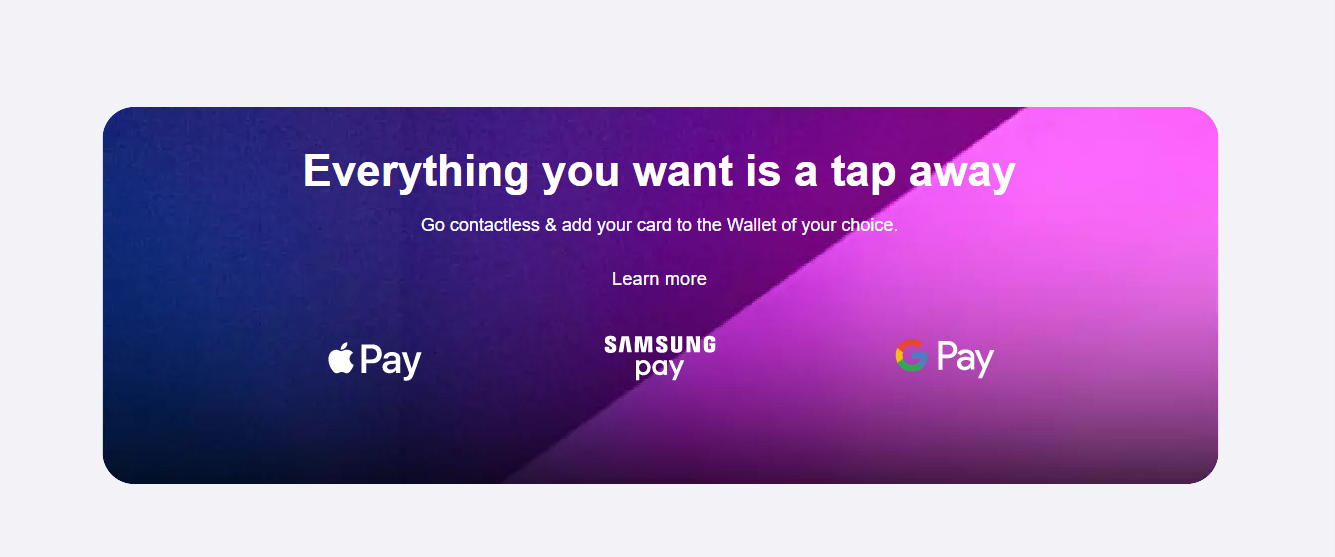 Everything you want is a tap away
Go contactless & add your card to the Wallet of your choice.
Learn more
Pay
SAMSUNG
pay
G Pay